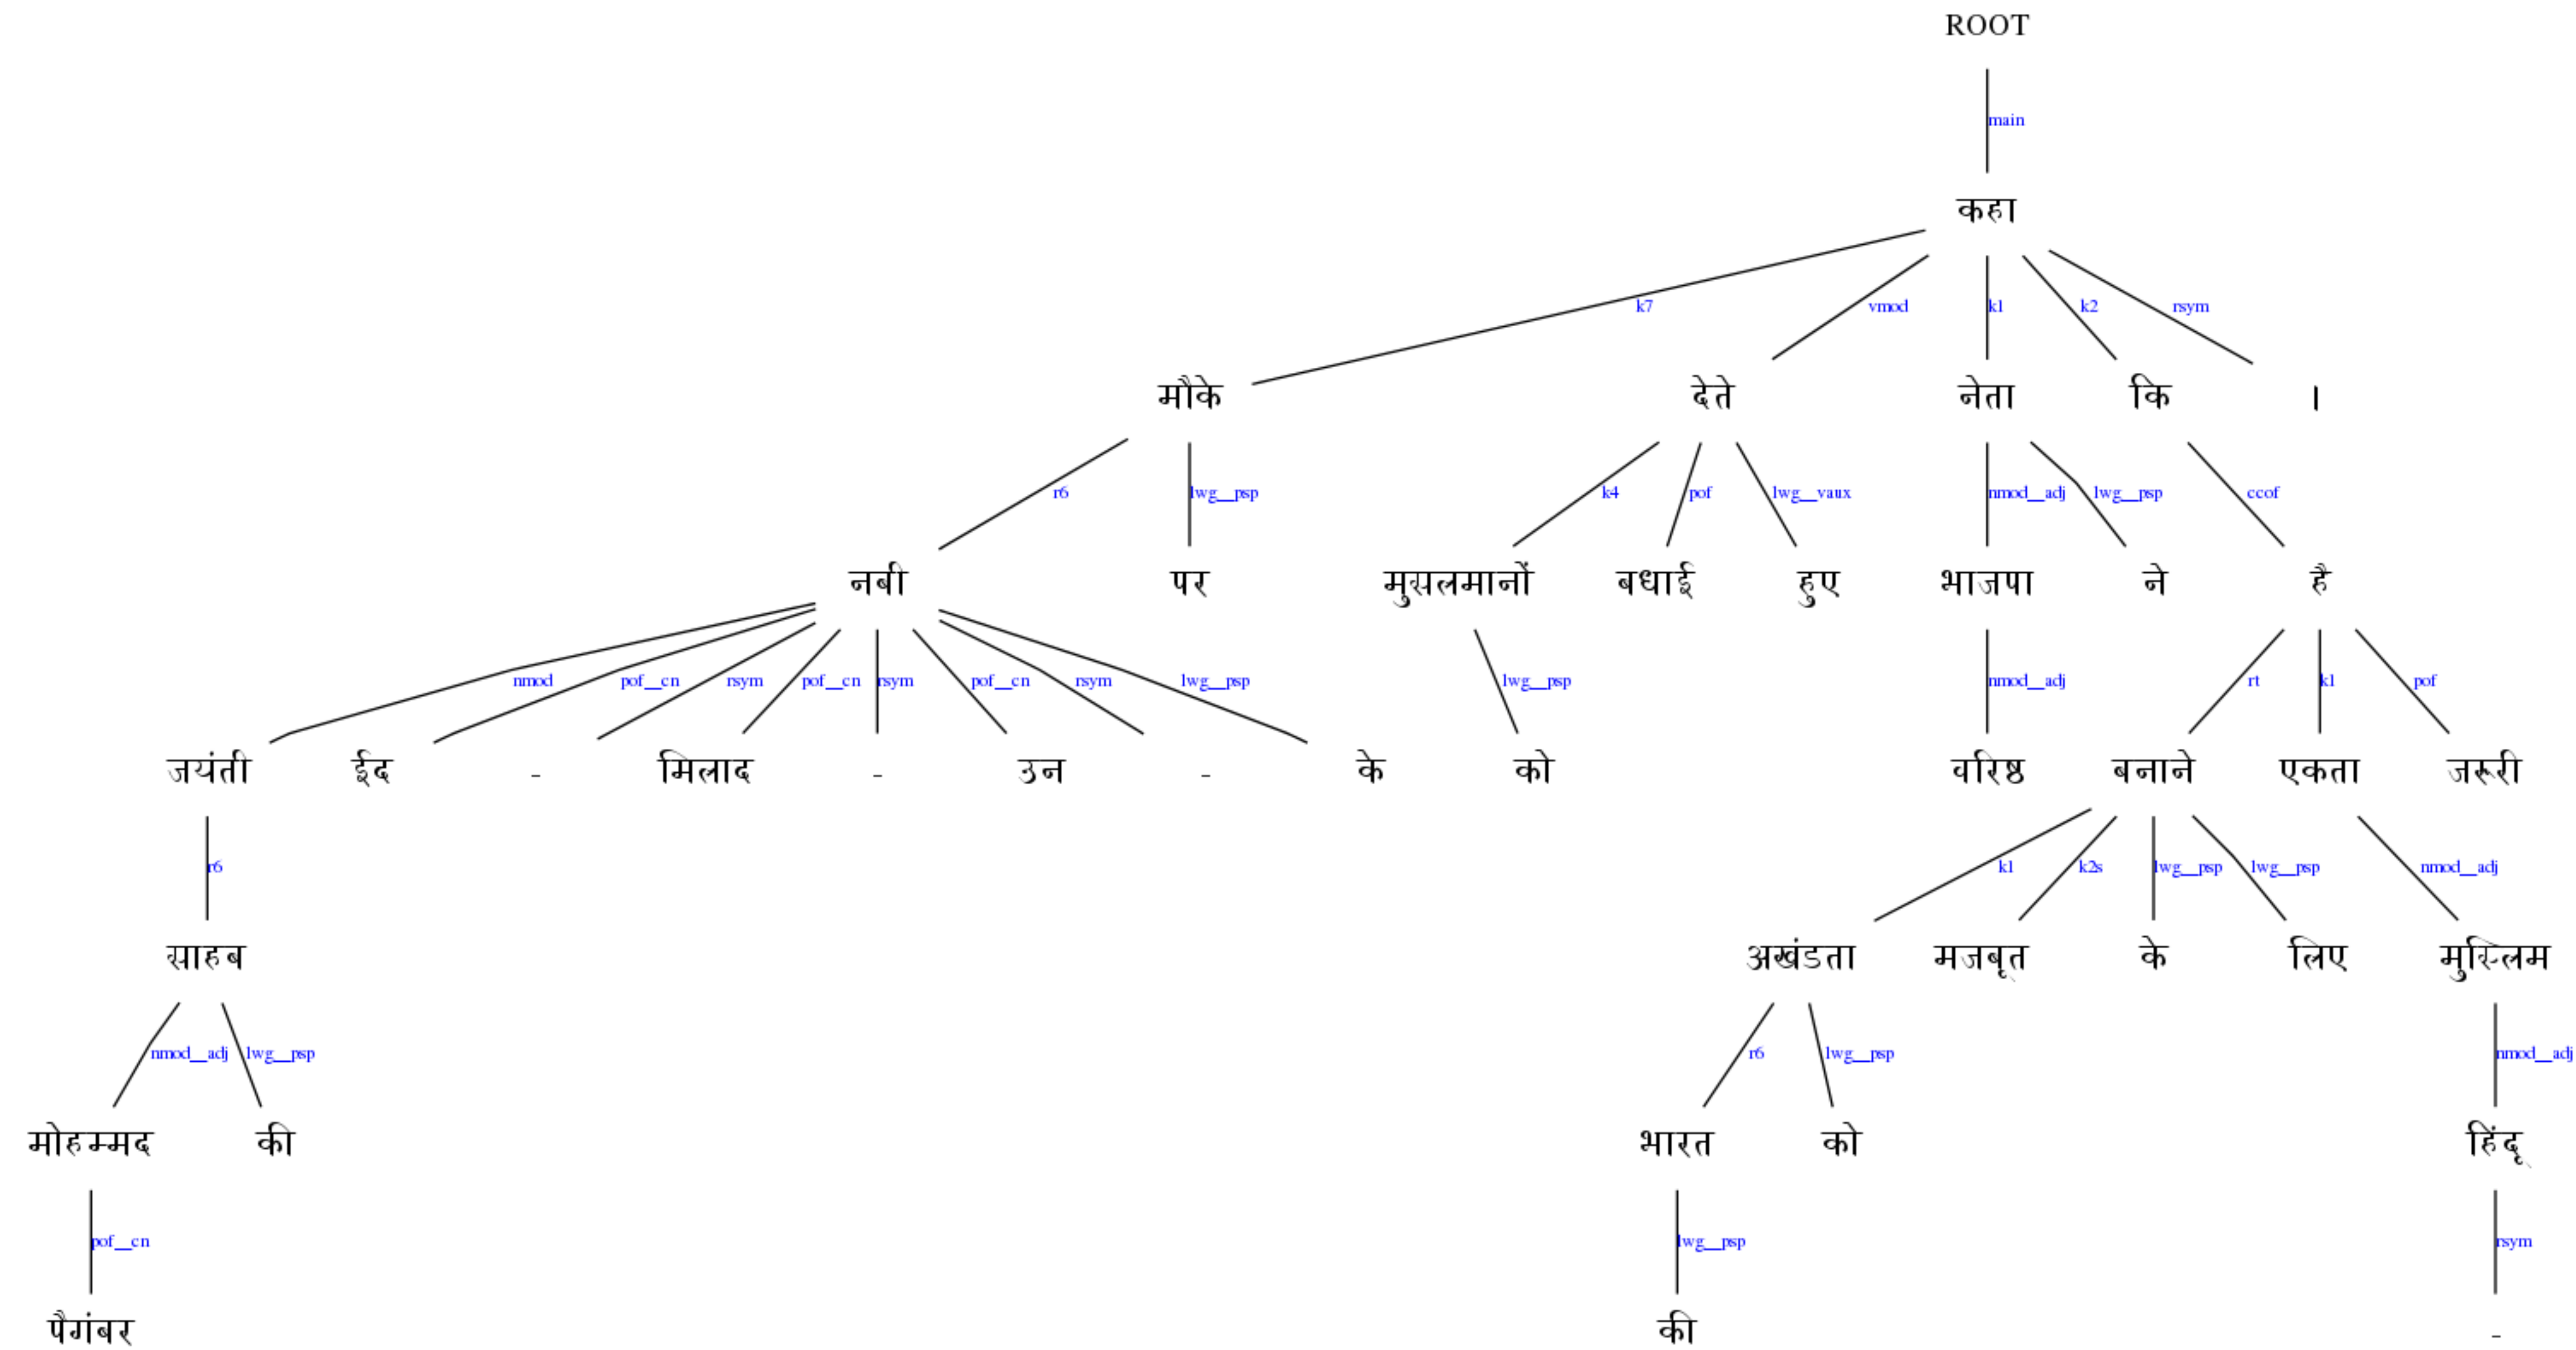 ROOT
main
कहा
k7 vmod k1 k2 rsym
मौके देते नेता कि ।
r6 lwg__psp k4 pof lwg__vaux nmod__adj lwg__psp ccof
नबी पर मुसलमानों बधाई हुए भाजपा ने है
nmod pof__cn rsym pof__cn rsym pof__cn rsym lwg__psp lwg__psp nmod__adj rt k1 pof
जयंती ईद - मिलाद - उन - के को वरिष्ठ बनाने एकता जरूरी
r6 k1 k2s lwg__psp lwg__psp nmod__adj
साहब अखंडता मजबूत के लिए मुस्लिम
nmod__adj lwg__psp r6 lwg__psp nmod__adj
मोहम्मद की भारत को हिंदू
pof__cn lwg__psp rsym
पैगंबर की -